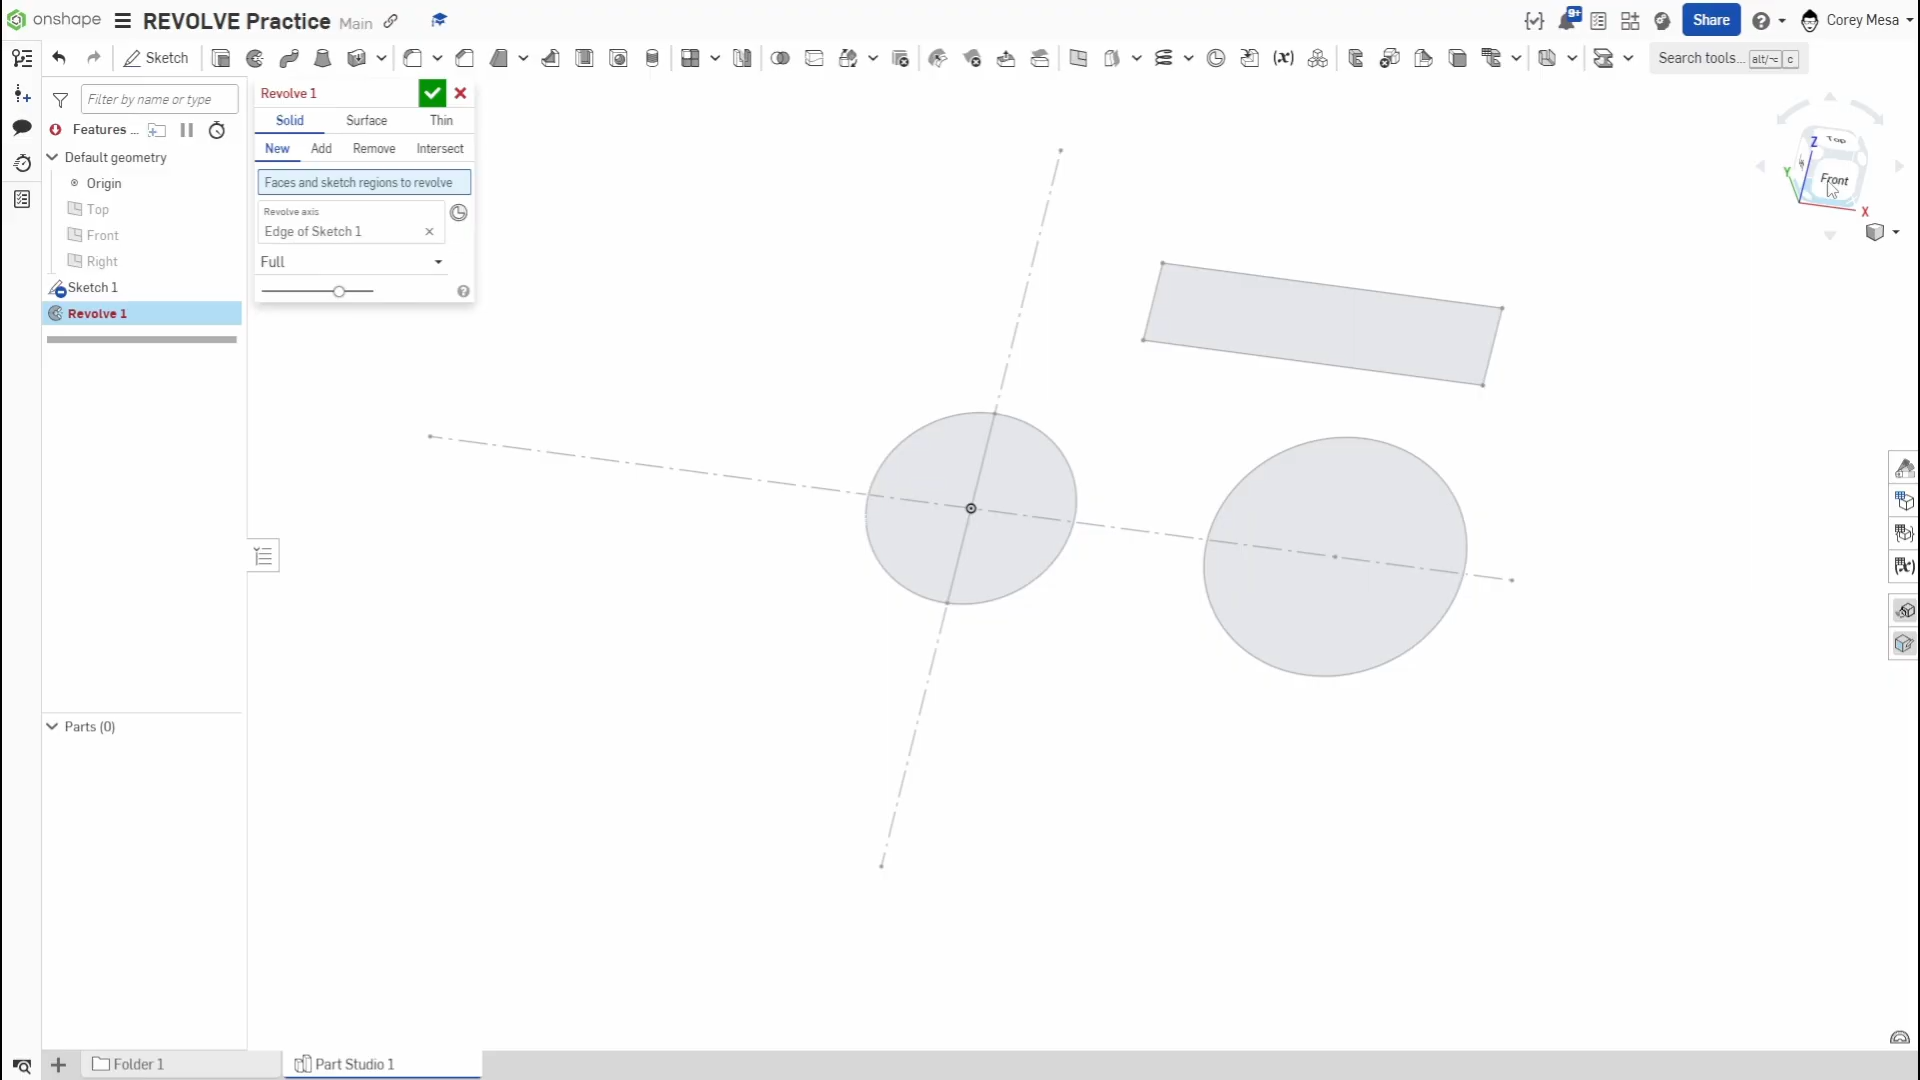 onshape REVOLVE Practice Main 9+ Share Corey Mesa
Sketch (x) Search tools... alt/⌥ c
Filter by name or type
Features ...
Default geometry
Origin
Top
Front
Right
Sketch 1
Revolve 1
Revolve 1
Solid Surface Thin
New Add Remove Intersect
Faces and sketch regions to revolve
Revolve axis
Edge of Sketch 1
Full
Top
Z
Y
Front
X
(x)
Parts (0)
Folder 1 Part Studio 1